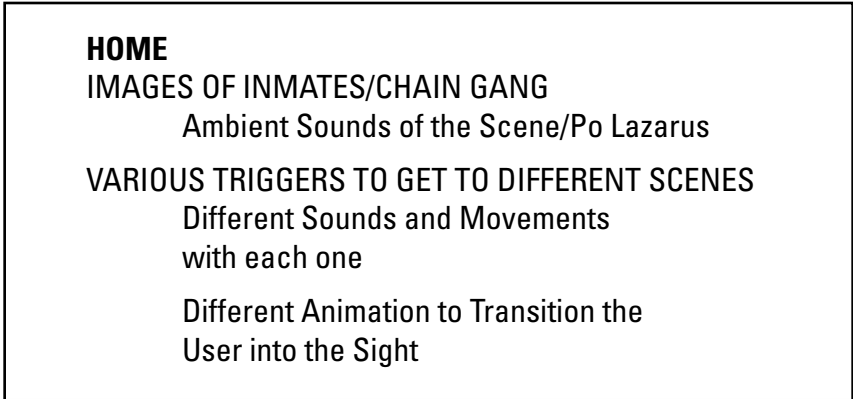 HOME
IMAGES OF INMATES/CHAIN GANG
Ambient Sounds of the Scene/Po Lazarus
VARIOUS TRIGGERS TO GET TO DIFFERENT SCENES
Different Sounds and Movements
with each one
Different Animation to Transition the
User into the Sight